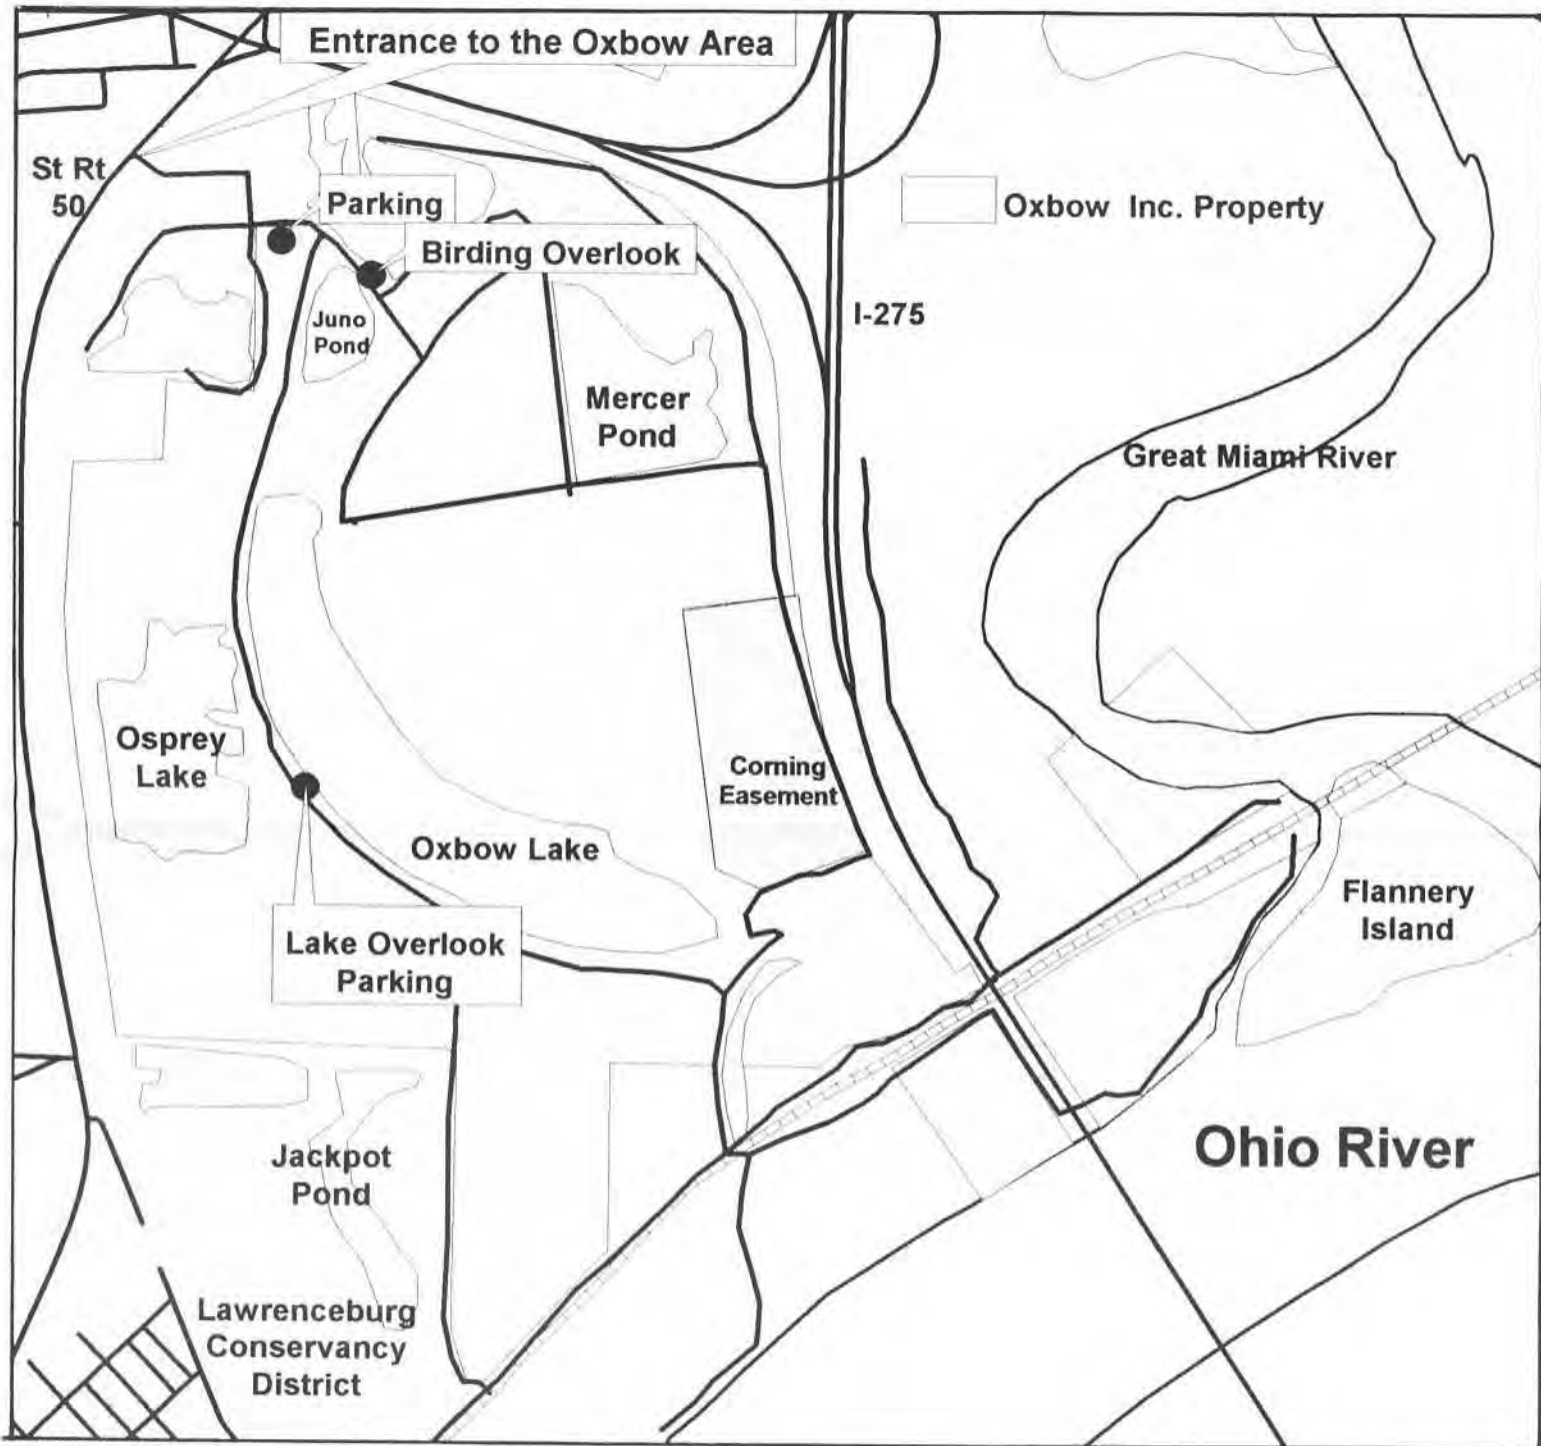 Entrance to the Oxbow Area
St Rt
50
Parking
Birding Overlook
Oxbow Inc. Property
Juno
Pond
I-275
Mercer
Pond
Great Miami River
Osprey
Lake
Corning
Easement
Oxbow Lake
Flannery
Island
Lake Overlook
Parking
Jackpot
Pond
Ohio River
Lawrenceburg
Conservancy
District